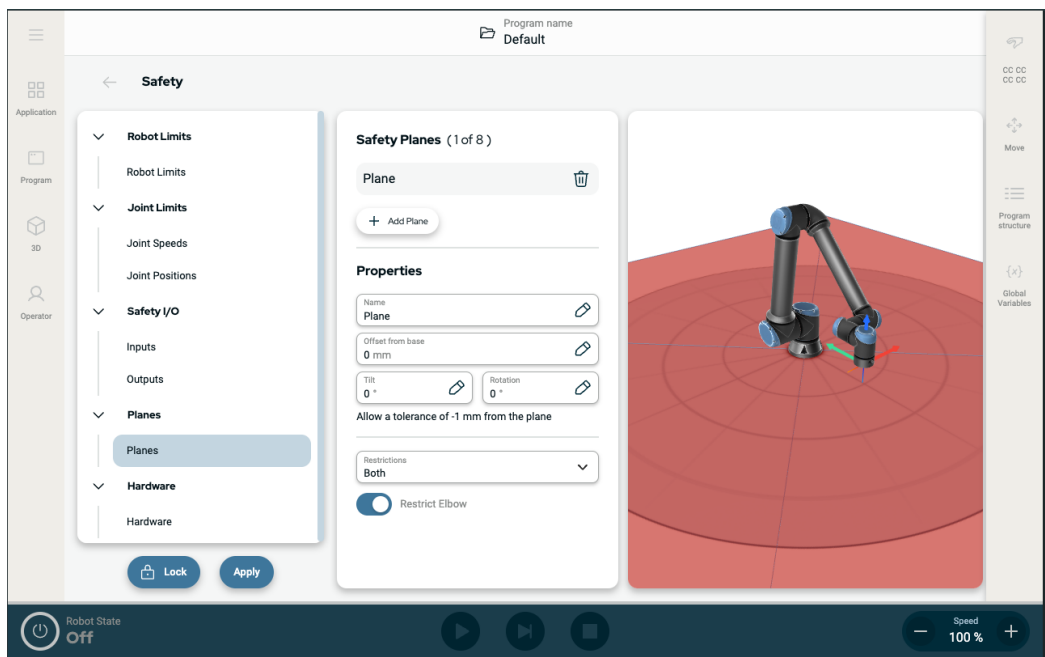 Program name
Default
Application
Program
3D
Operator
Safety
Robot Limits
Robot Limits
Joint Limits
Joint Speeds
Joint Positions
Safety I/O
Inputs
Outputs
Planes
Planes
Hardware
Hardware
Lock
Apply
Safety Planes (1 of 8)
Plane
+ Add Plane
Properties
Name
Plane
Offset from base
0 mm
Tilt
0 °
Rotation
0 °
Allow a tolerance of -1 mm from the plane
Restrictions
Both
Restrict Elbow
CC CC
CC CC
Move
Program
structure
{x}
Global
Variables
Robot State
Off
Speed
− 100 % +